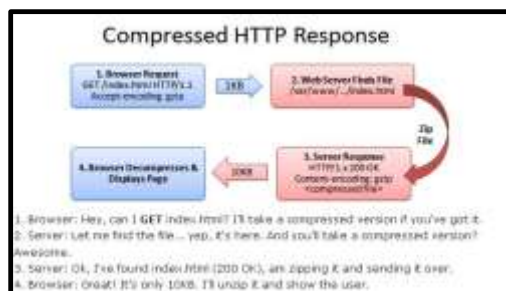 Compressed HTTP Response
1. Browser Request
GET /index.html HTTP/1.1
Accept-encoding: gzip
1KB
2. Web Server Finds File
/var/www/.../index.html
Zip
File
3. Server Response
HTTP/1.x 200 OK
Content-encoding: gzip
<compressed file>
10KB
4. Browser Decompresses &
Displays Page
1. Browser: Hey, can I GET index.html? I'll take a compressed version if you've got it.
2. Server: Let me find the file... yep, it's here. And you'll take a compressed version?
Awesome.
3. Server: Ok, I've found index.html (200 OK), am zipping it and sending it over.
4. Browser: Great! It's only 10KB. I'll unzip it and show the user.